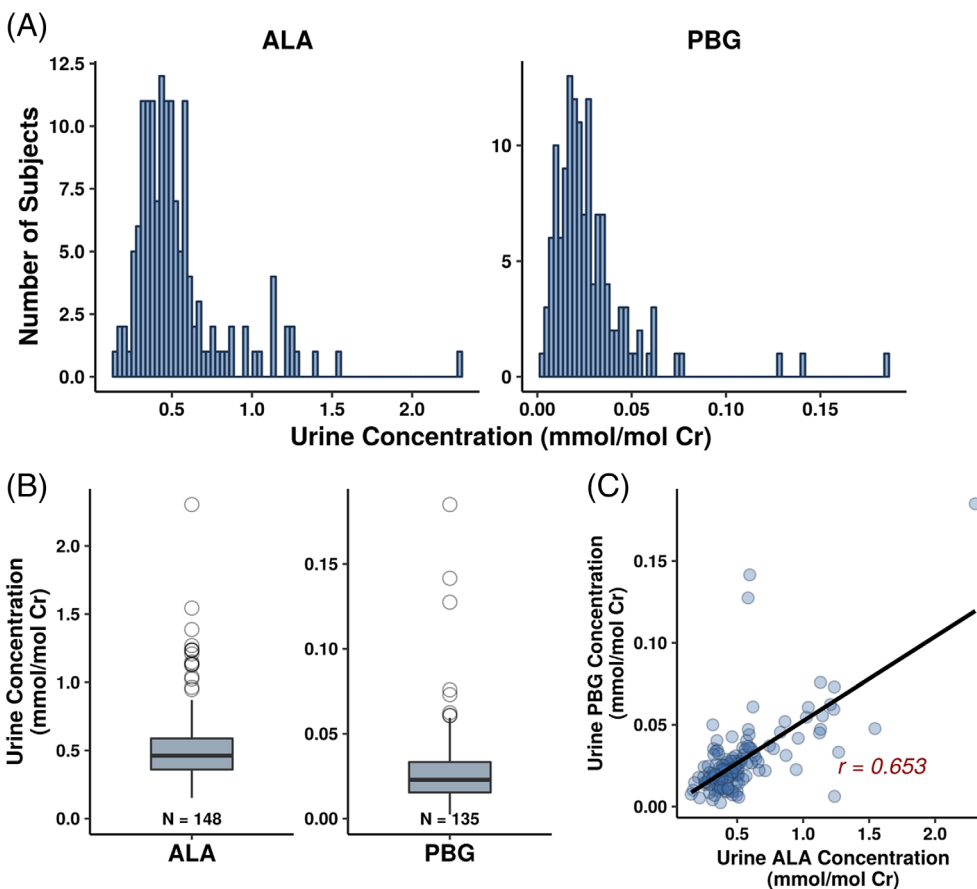 (A)
ALA
PBG
Number of Subjects
12.5
10.0
7.5
5.0
2.5
0.0
10
5
0
0.5
1.0
1.5
2.0
0.00
0.05
0.10
0.15
Urine Concentration (mmol/mol Cr)
(B)
Urine Concentration
(mmol/mol Cr)
2.0
1.5
1.0
0.5
0.0
N = 148
ALA
0.15
0.10
0.05
0.00
N = 135
PBG
(C)
Urine PBG Concentration
(mmol/mol Cr)
0.15
0.10
0.05
0.00
r = 0.653
0.5
1.0
1.5
2.0
Urine ALA Concentration
(mmol/mol Cr)